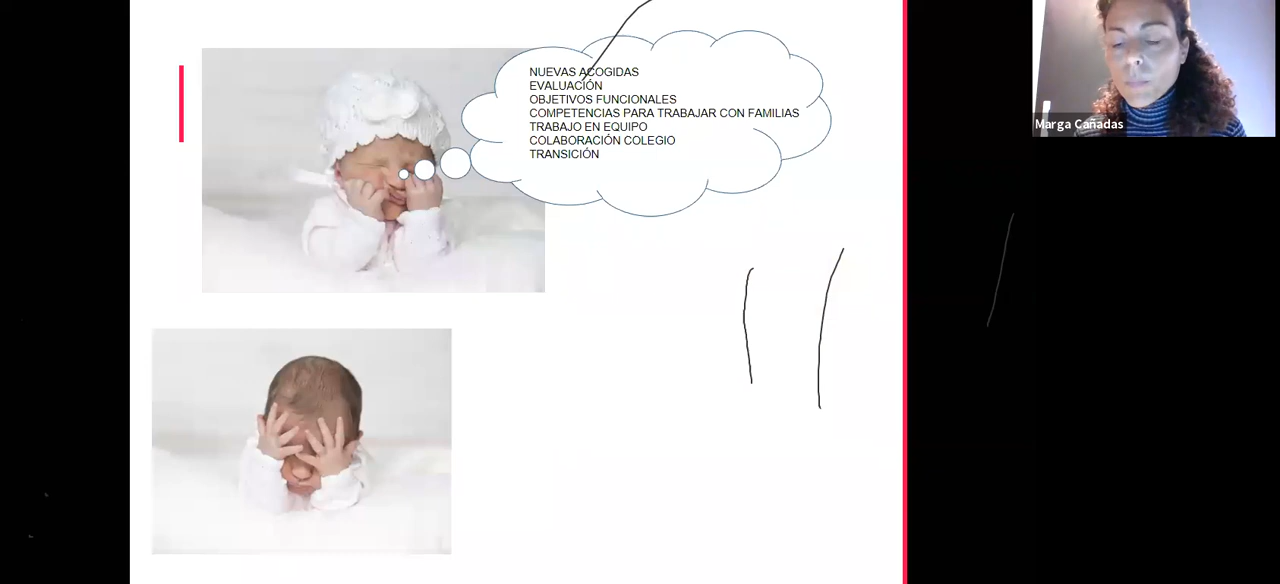 NUEVAS ACOGIDAS
EVALUACIÓN
OBJETIVOS FUNCIONALES
COMPETENCIAS PARA TRABAJAR CON FAMILIAS
TRABAJO EN EQUIPO
COLABORACIÓN COLEGIO
TRANSICIÓN
Marga Cañadas